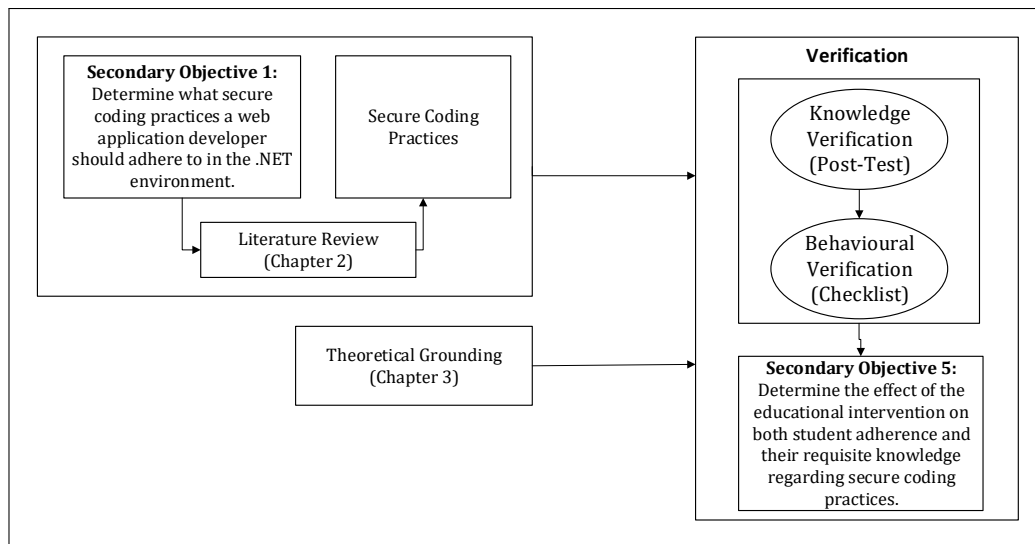 Secondary Objective 1:
Determine what secure
coding practices a web
application developer
should adhere to in the .NET
environment.
Secure Coding
Practices
Literature Review
(Chapter 2)
Theoretical Grounding
(Chapter 3)
Verification
Knowledge
Verification
(Post-Test)
Behavioural
Verification
(Checklist)
Secondary Objective 5:
Determine the effect of the
educational intervention on
both student adherence and
their requisite knowledge
regarding secure coding
practices.